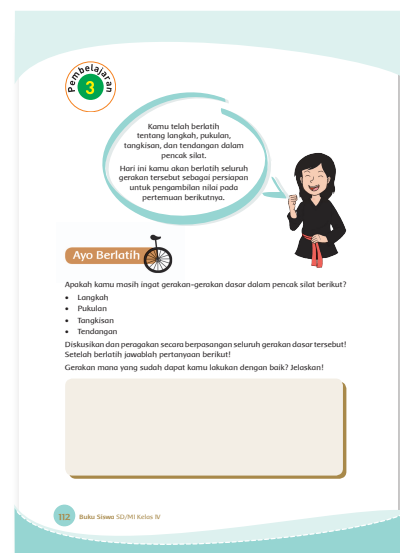 Pembelajaran
3
Kamu telah berlatih
tentang langkah, pukulan,
tangkisan, dan tendangan dalam
pencak silat.
Hari ini kamu akan berlatih seluruh
gerakan tersebut sebagai persiapan
untuk pengambilan nilai pada
pertemuan berikutnya.
Ayo Berlatih
Apakah kamu masih ingat gerakan-gerakan dasar dalam pencak silat berikut?
• Langkah
• Pukulan
• Tangkisan
• Tendangan
Diskusikan dan peragakan secara berpasangan seluruh gerakan dasar tersebut!
Setelah berlatih jawablah pertanyaan berikut!
Gerakan mana yang sudah dapat kamu lakukan dengan baik? Jelaskan!
112 Buku Siswa SD/MI Kelas IV